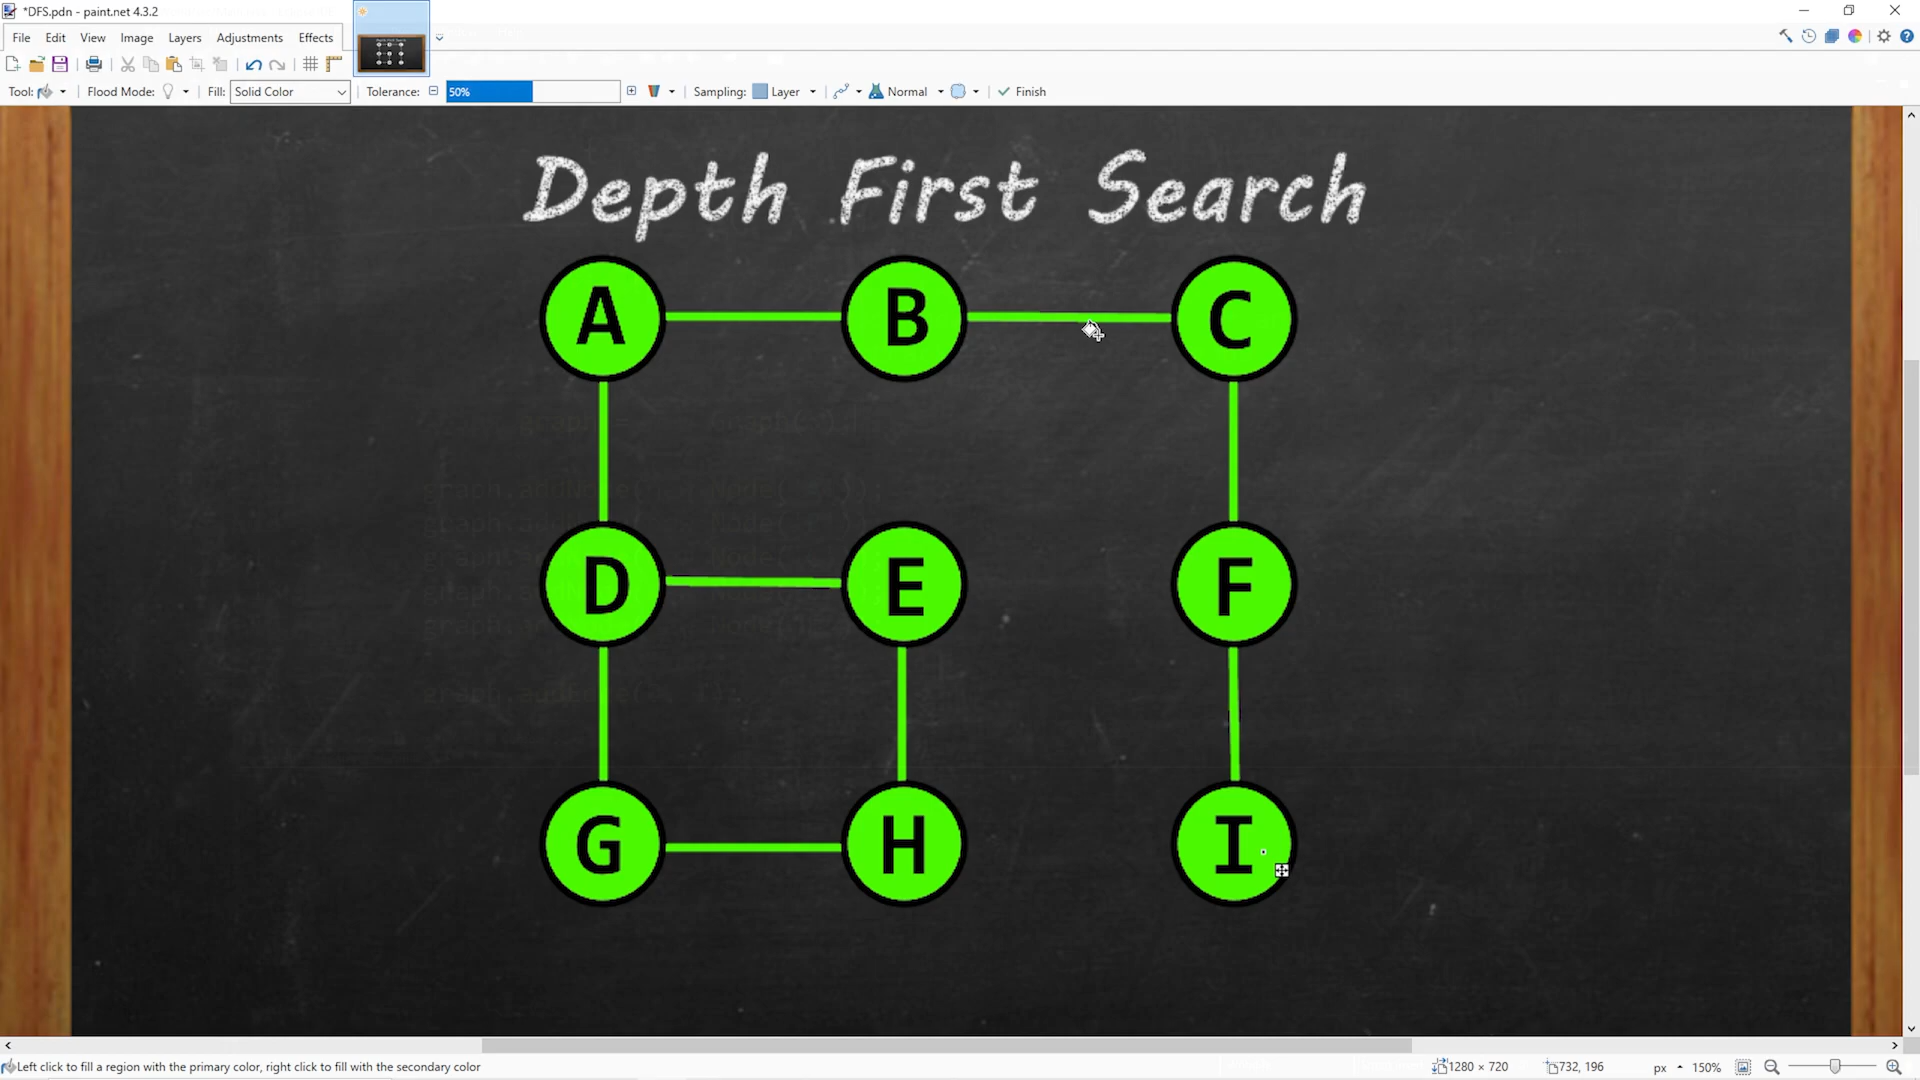 *DFS.pdn - paint.net 4.3.2
File Edit View Image Layers Adjustments Effects
Tool: Flood Mode: Fill: Solid Color Tolerance: 50% Sampling: Layer Normal Finish
Depth First Search
A B C
D E F
G H I
Left click to fill a region with the primary color, right click to fill with the secondary color 1280 × 720 732, 196 px 150%